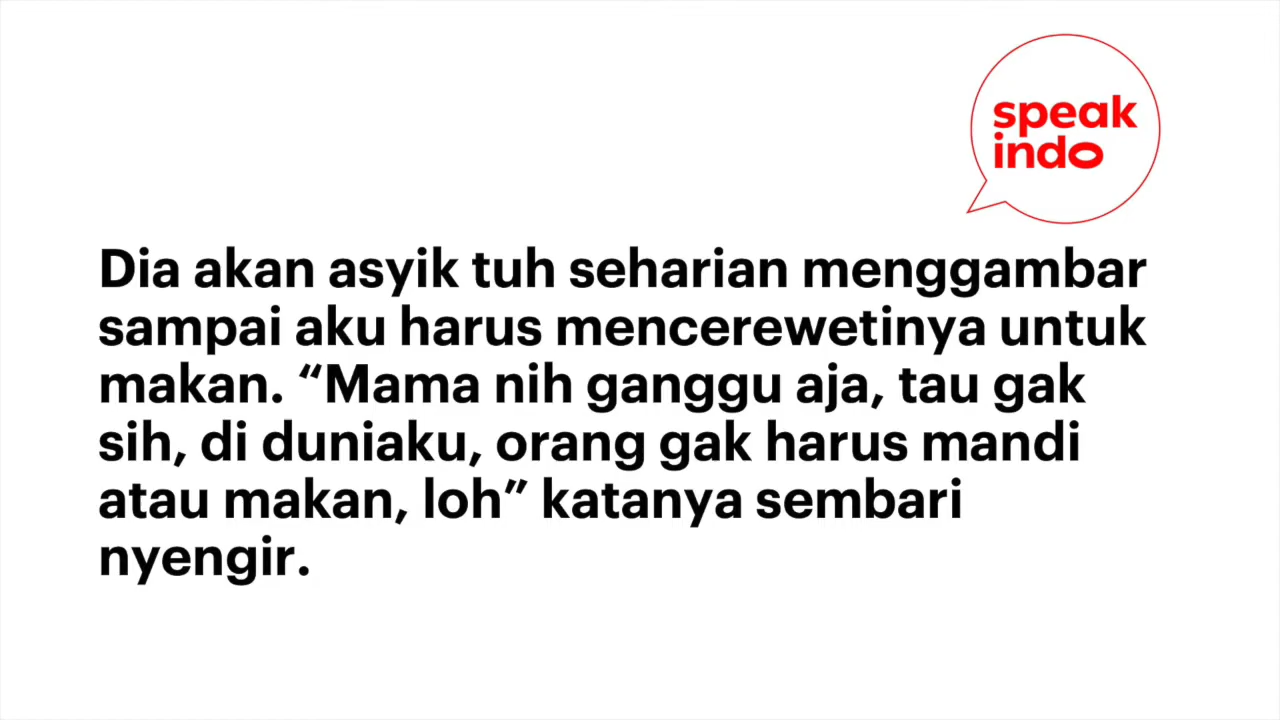 speak
indo
Dia akan asyik tuh seharian menggambar
sampai aku harus mencerewetinya untuk
makan. “Mama nih ganggu aja, tau gak
sih, di duniaku, orang gak harus mandi
atau makan, loh” katanya sembari
nyengir.